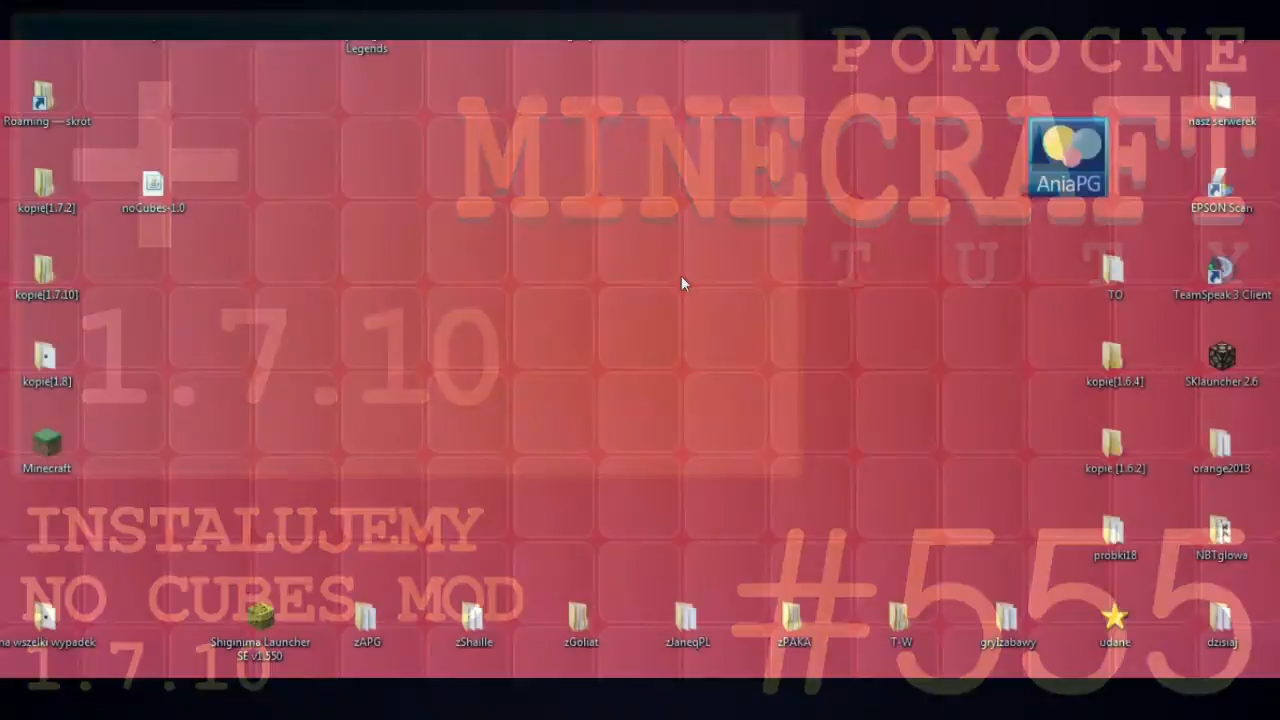 Legends
POMOCNE
MINECRAFT
TUTY
AniaPG
Roaming — skrót
nasz serwerek
kopie[1.7.2]
noCubes-1.0
EPSON Scan
kopie[1.7.10]
TO
TeamSpeak 3 Client
1.7.10
kopie[1.8]
kopie[1.6.4]
SKlauncher 2.6
Minecraft
kopie [1.6.2]
orange2013
INSTALUJEMY
NO CUBES MOD
1.7.10
#555
probki18
NBTglowa
na wszelki wypadek
Shiginima Launcher
SE v1.550
zAPG
zShaille
zGoliat
zJaneqPL
zPAKA
T-W
gryIzabawy
udane
dzisiaj